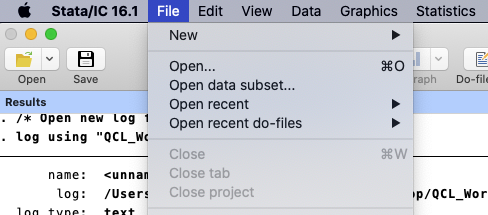 Stata/IC 16.1 File Edit View Data Graphics Statistics
New
Open... ⌘O
Open data subset...
Open recent
Open recent do-files
Close ⌘W
Close tab
Close project
Open Save raph Do-fil
Results
. /* Open new log f
. log using "QCL_Wo
name: <unnam
log: /Users op/QCL_Wor
log type: text